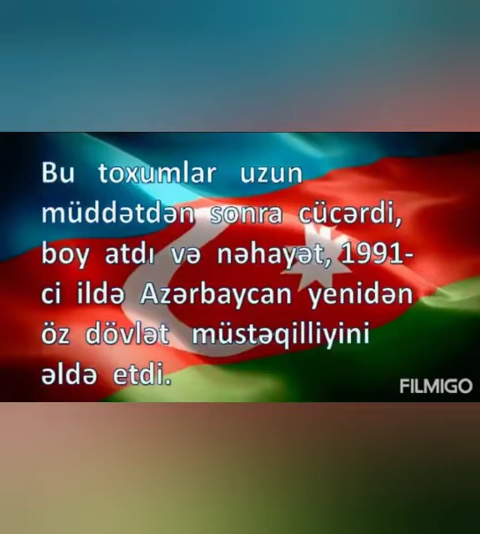 Bu toxumlar uzun
müddətdən sonra cücərdi,
boy atdı və nəhayət, 1991-
ci ildə Azərbaycan yenidən
öz dövlət müstəqilliyini
əldə etdi.
FILMIGO